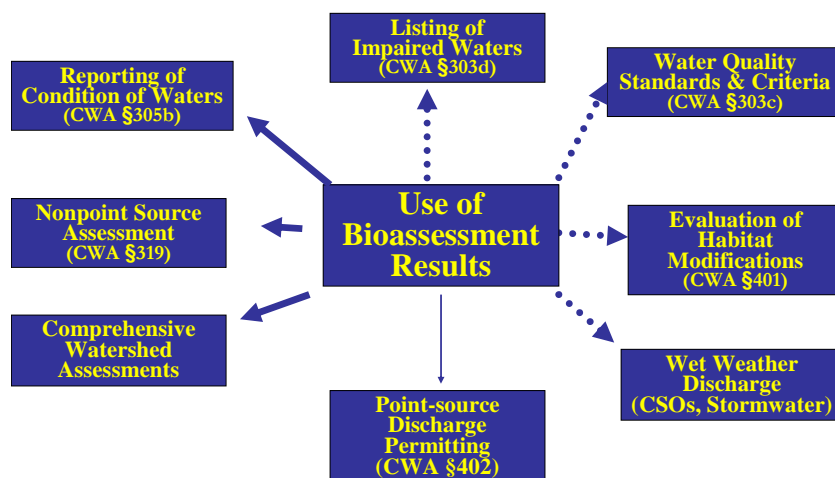 Listing of
Impaired Waters
(CWA §303d)
Reporting of
Condition of Waters
(CWA §305b)
Water Quality
Standards & Criteria
(CWA §303c)
Nonpoint Source
Assessment
(CWA §319)
Use of
Bioassessment
Results
Evaluation of
Habitat
Modifications
(CWA §401)
Comprehensive
Watershed
Assessments
Wet Weather
Discharge
(CSOs, Stormwater)
Point-source
Discharge
Permitting
(CWA §402)